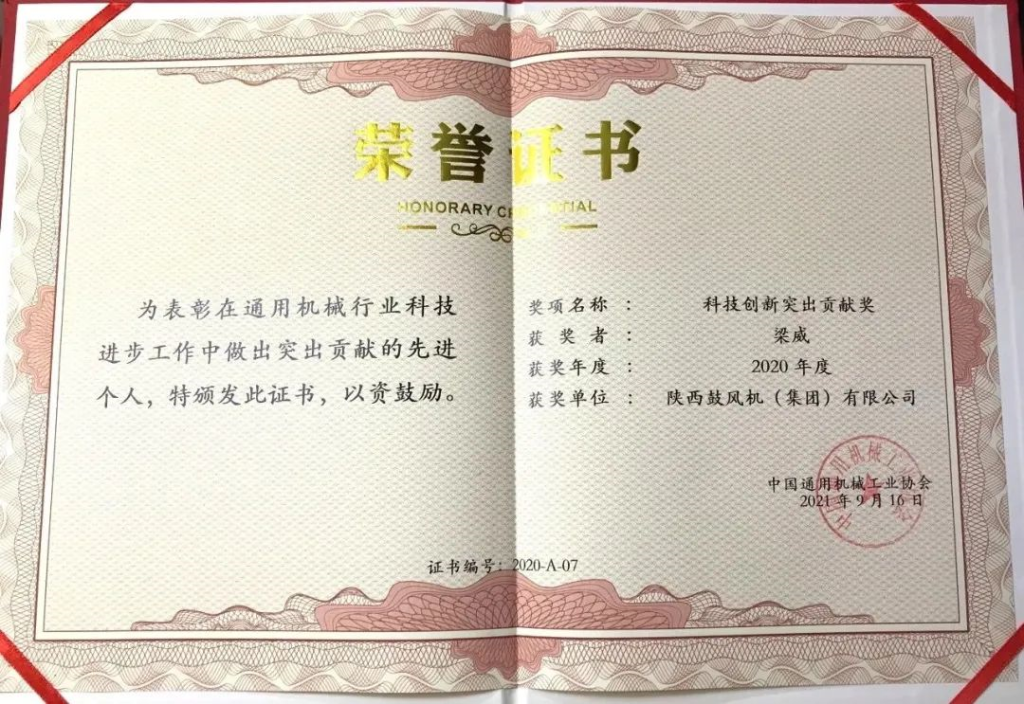 荣誉证书
HONORARY
为表彰在通用机械行业科技
进步工作中做出突出贡献的先进
个人，特颁发此证书，以资鼓励。
奖项名称： 科技创新突出贡献奖
获奖者： 梁威
获奖年度： 2020 年度
获奖单位： 陕西鼓风机（集团）有限公司
中国通用机械工业协会
2021 年 9 月 16 日
证书编号：2020-A-07